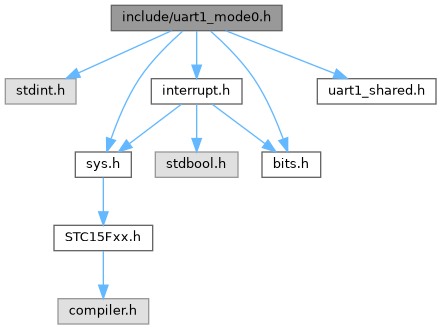 include/uart1_mode0.h
stdint.h
interrupt.h
uart1_shared.h
sys.h
stdbool.h
bits.h
STC15Fxx.h
compiler.h